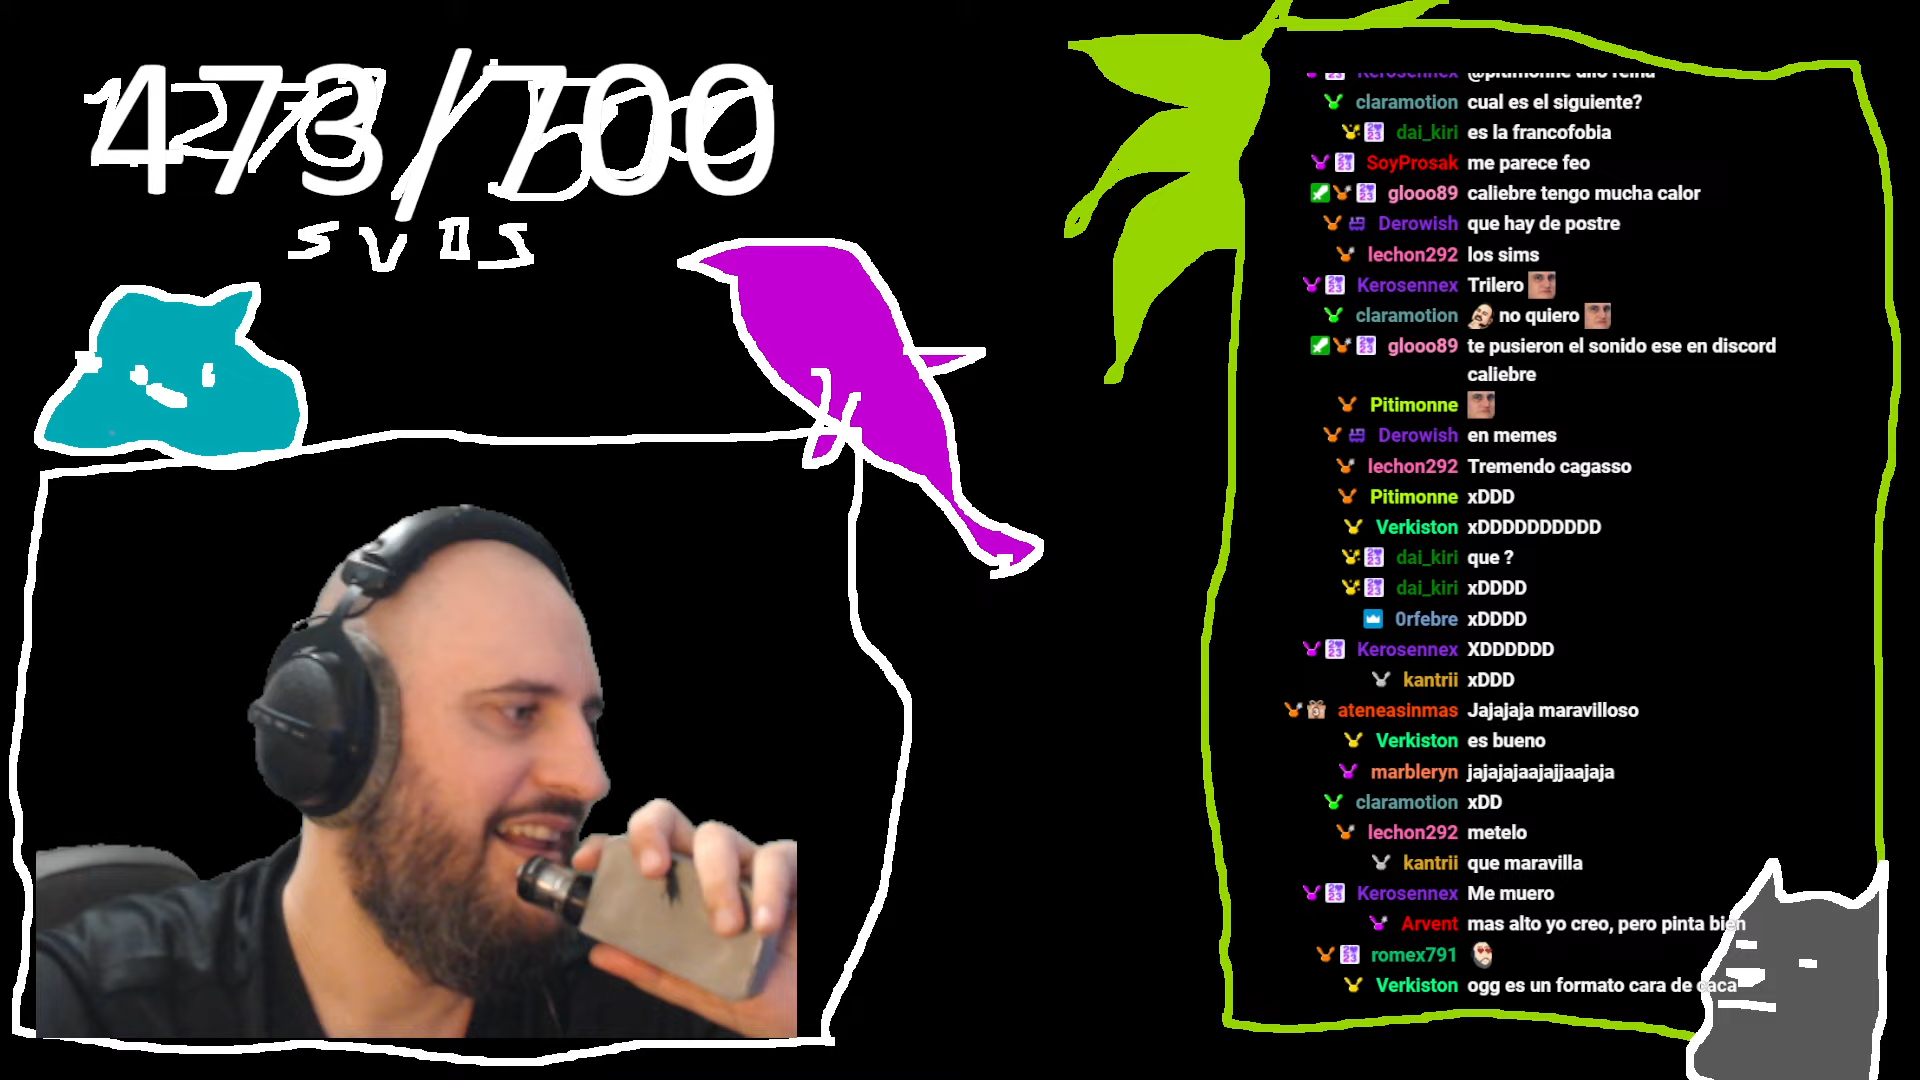 473/700
SUBS
Kerosennex @pitimonne dilo reina
claramotion cual es el siguiente?
dai_kiri es la francofobia
SoyProsak me parece feo
glooo89 caliebre tengo mucha calor
Derowish que hay de postre
lechon292 los sims
Kerosennex Trilero
claramotion no quiero
glooo89 te pusieron el sonido ese en discord
caliebre
Pitimonne
Derowish en memes
lechon292 Tremendo cagasso
Pitimonne xDDD
Verkiston xDDDDDDDDDD
dai_kiri que ?
dai_kiri xDDDD
0rfebre xDDDD
Kerosennex XDDDDDD
kantrii xDDD
ateneasinmas Jajajaja maravilloso
Verkiston es bueno
marbleryn jajajajaajajjaajaja
claramotion xDD
lechon292 metelo
kantrii que maravilla
Kerosennex Me muero
Arvent mas alto yo creo, pero pinta bien
romex791
Verkiston ogg es un formato cara de caca